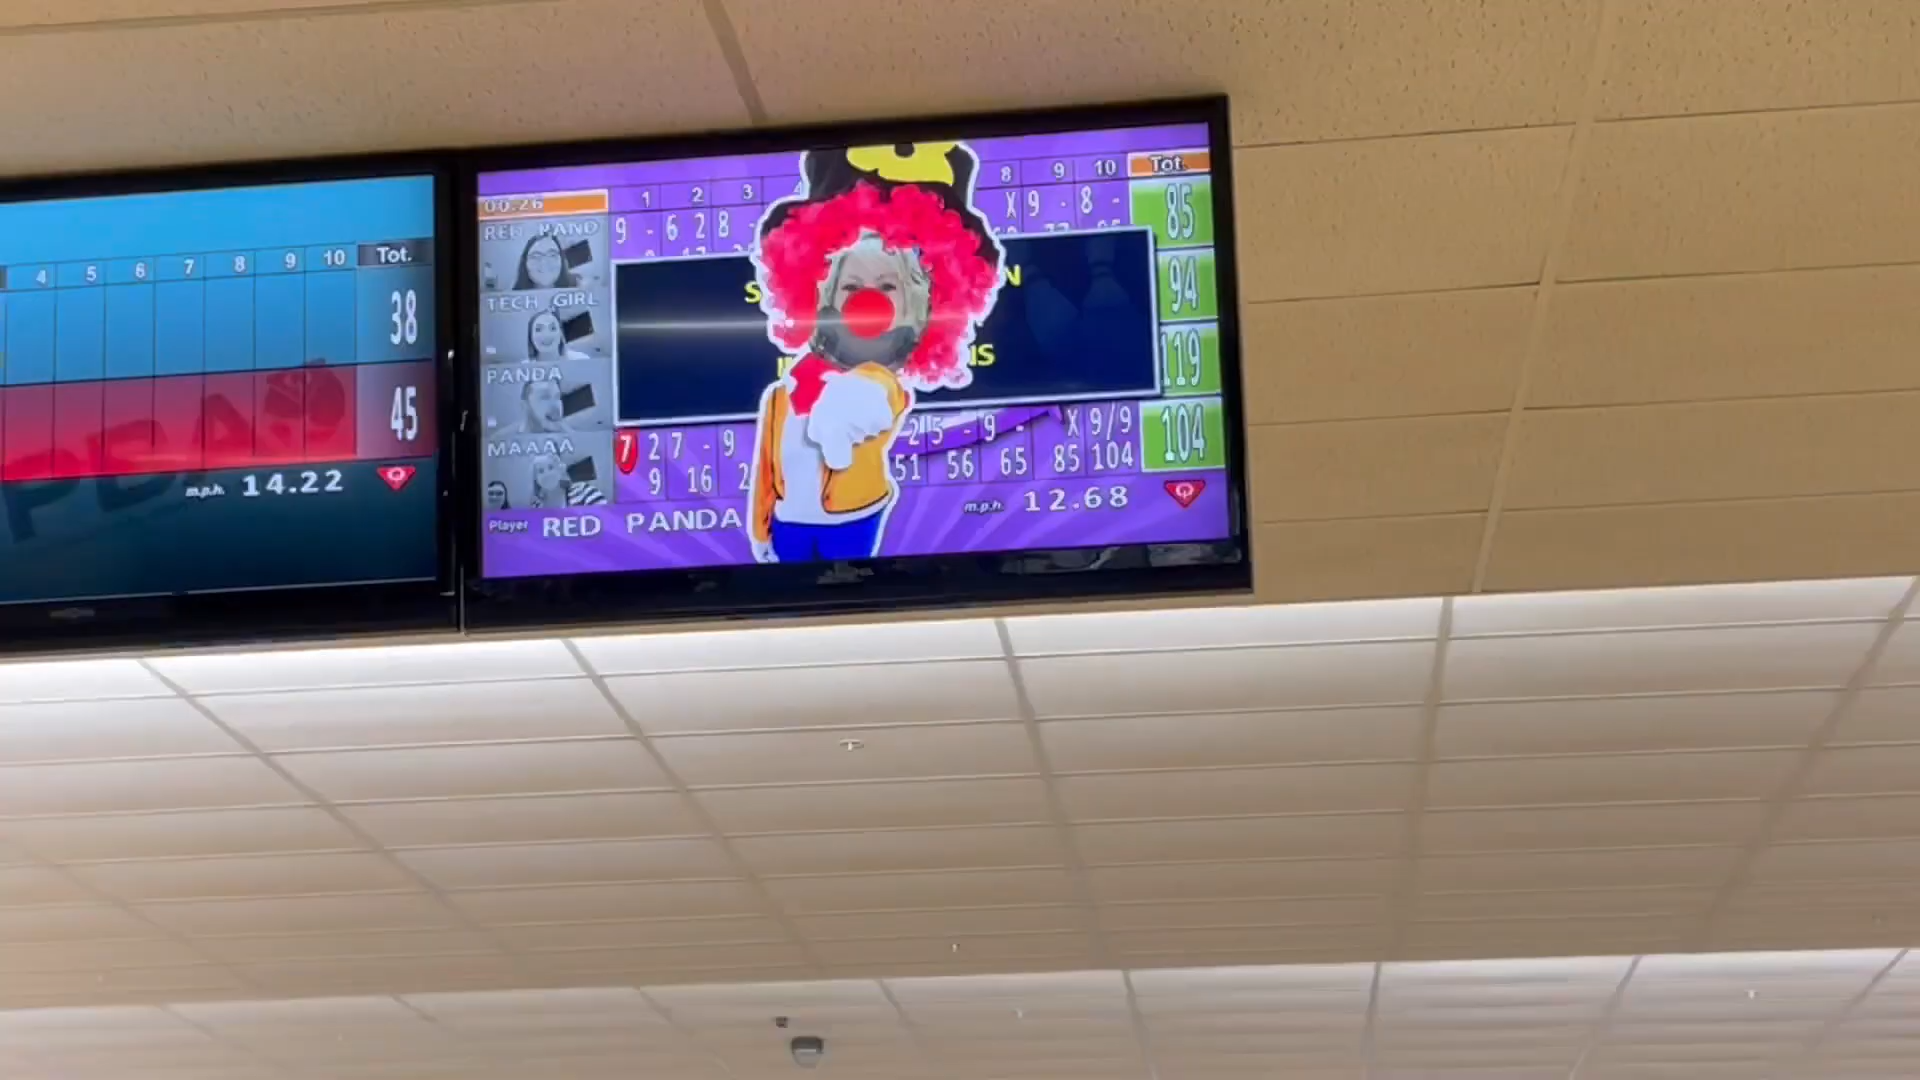 4 5 6 7 8 9 10 Tot.
38
45
m.p.h. 14.22
00:26 1 2 3 4 8 9 10 Tot.
RED PAND 9 - 6 2 8 X 9 - 8 - 85
TECH GIRL 94
PANDA 119
MAAAA 7 2 7 - 9 2 5 - 9 - X 9 / 9 104
9 16 2 51 56 65 85 104
Player RED PANDA m.p.h. 12.68